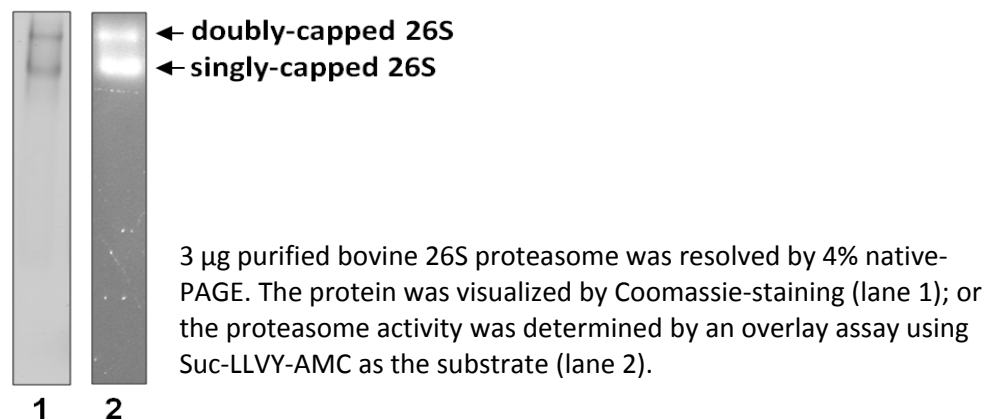 doubly-capped 26S
singly-capped 26S
3 µg purified bovine 26S proteasome was resolved by 4% native-
PAGE. The protein was visualized by Coomassie-staining (lane 1); or
the proteasome activity was determined by an overlay assay using
Suc-LLVY-AMC as the substrate (lane 2).
1 2